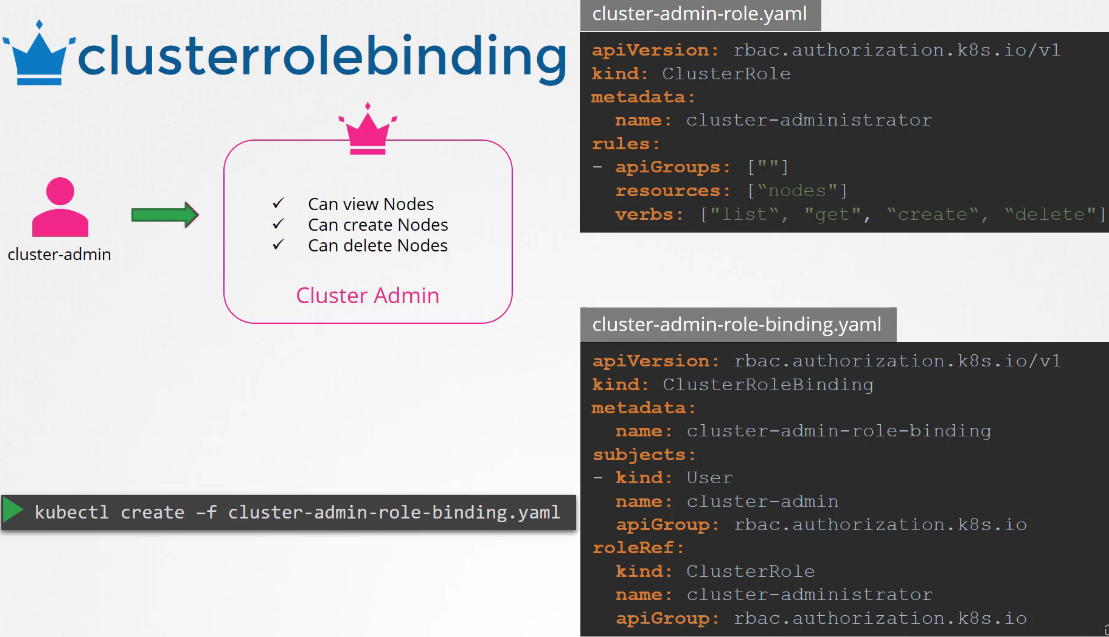 clusterrolebinding
cluster-admin
✓ Can view Nodes
✓ Can create Nodes
✓ Can delete Nodes
Cluster Admin
kubectl create –f cluster-admin-role-binding.yaml
cluster-admin-role.yaml
apiVersion: rbac.authorization.k8s.io/v1
kind: ClusterRole
metadata:
  name: cluster-administrator
rules:
- apiGroups: [""]
  resources: [“nodes"]
  verbs: ["list“, "get", “create“, “delete"]
cluster-admin-role-binding.yaml
apiVersion: rbac.authorization.k8s.io/v1
kind: ClusterRoleBinding
metadata:
  name: cluster-admin-role-binding
subjects:
- kind: User
  name: cluster-admin
  apiGroup: rbac.authorization.k8s.io
roleRef:
  kind: ClusterRole
  name: cluster-administrator
  apiGroup: rbac.authorization.k8s.io